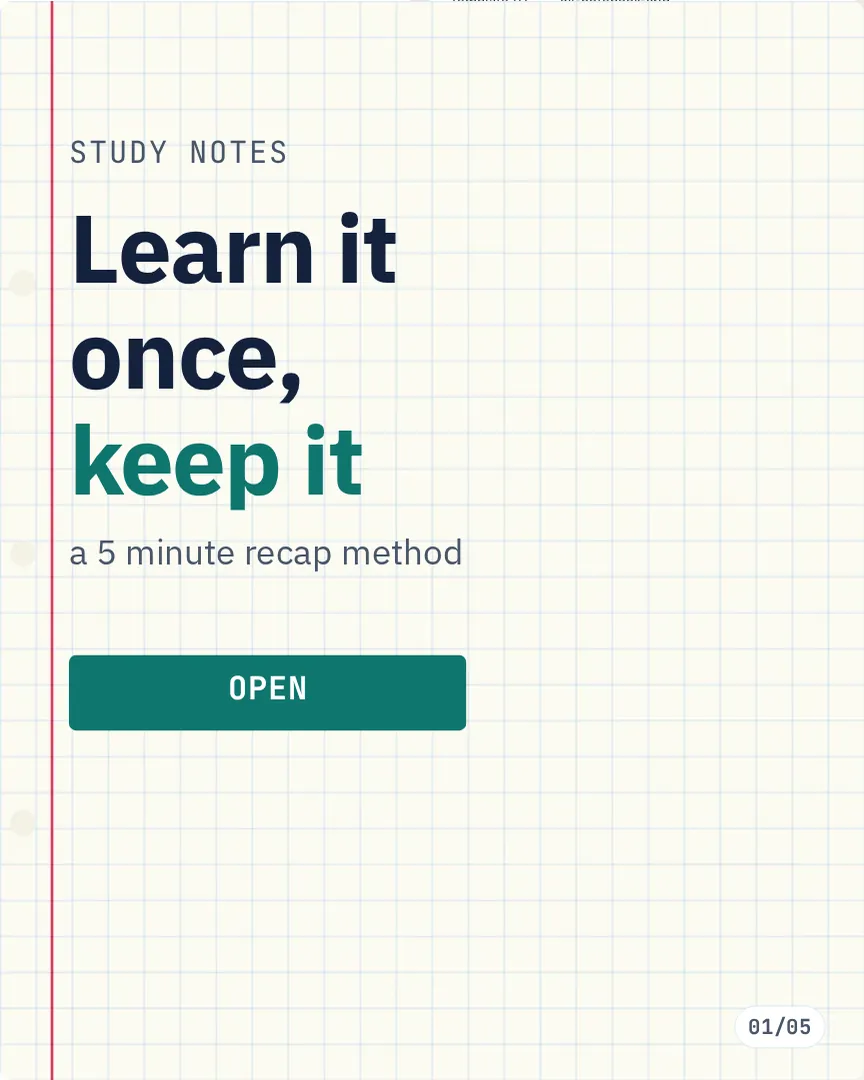 STUDY NOTES
Learn it
once,
keep it
a 5 minute recap method
OPEN
01/05